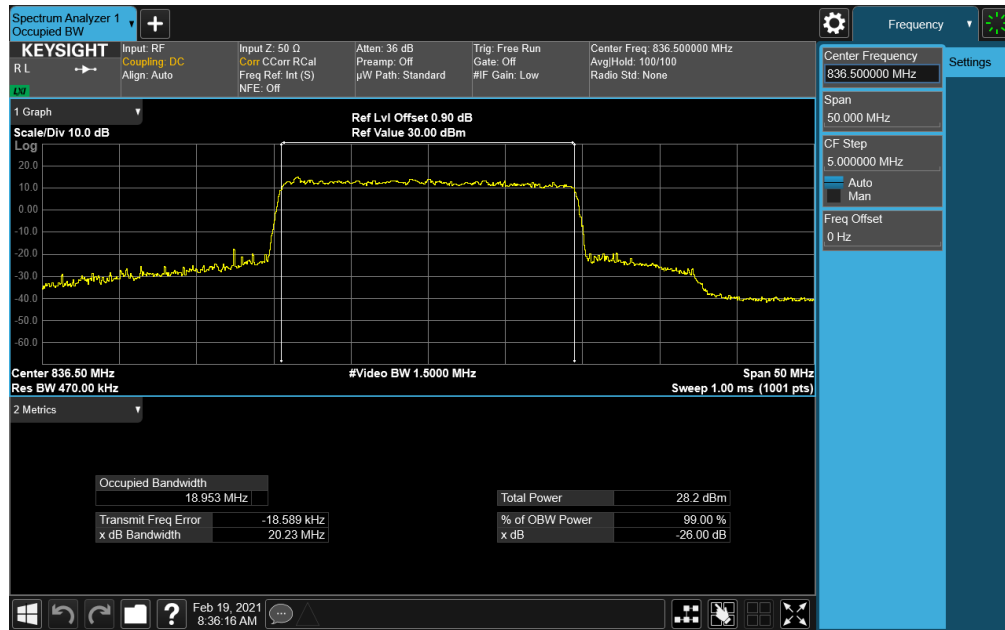 Spectrum Analyzer 1
Occupied BW
+
Frequency
KEYSIGHT
R L
LXI
Input: RF
Coupling: DC
Align: Auto
Input Z: 50 Ω
Corr CCorr RCal
Freq Ref: Int (S)
NFE: Off
Atten: 36 dB
Preamp: Off
µW Path: Standard
Trig: Free Run
Gate: Off
#IF Gain: Low
Center Freq: 836.500000 MHz
Avg|Hold: 100/100
Radio Std: None
Center Frequency
836.500000 MHz
Settings
Span
50.000 MHz
CF Step
5.000000 MHz
Auto
Man
Freq Offset
0 Hz
1 Graph
Scale/Div 10.0 dB
Ref Lvl Offset 0.90 dB
Ref Value 30.00 dBm
Log
20.0
10.0
0.00
-10.0
-20.0
-30.0
-40.0
-50.0
-60.0
Center 836.50 MHz
#Video BW 1.5000 MHz
Span 50 MHz
Res BW 470.00 kHz
Sweep 1.00 ms (1001 pts)
2 Metrics
Occupied Bandwidth
18.953 MHz
Total Power 28.2 dBm
Transmit Freq Error -18.589 kHz
% of OBW Power 99.00 %
x dB Bandwidth 20.23 MHz
x dB -26.00 dB
?
Feb 19, 2021
8:36:16 AM